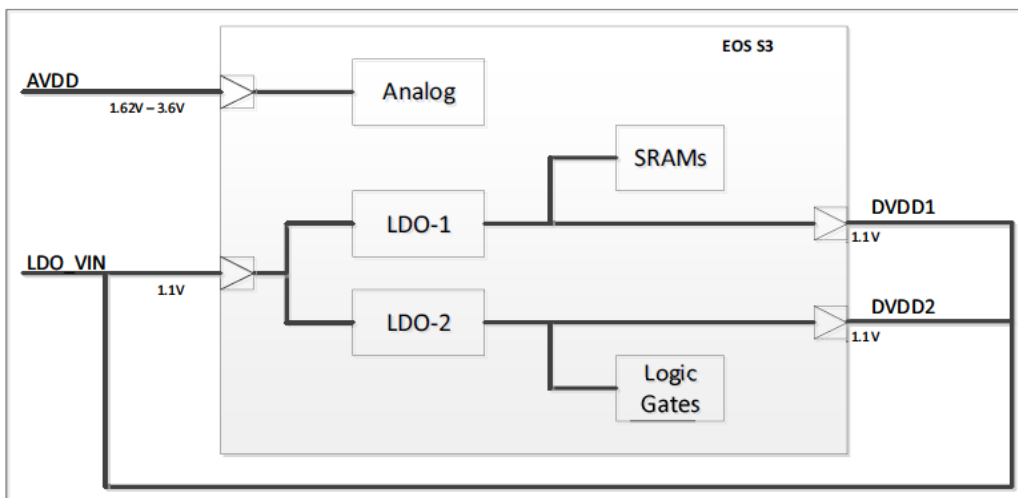 EOS S3
AVDD
1.62V – 3.6V
Analog
SRAMs
LDO-1
DVDD1
1.1V
LDO_VIN
1.1V
LDO-2
DVDD2
1.1V
Logic
Gates